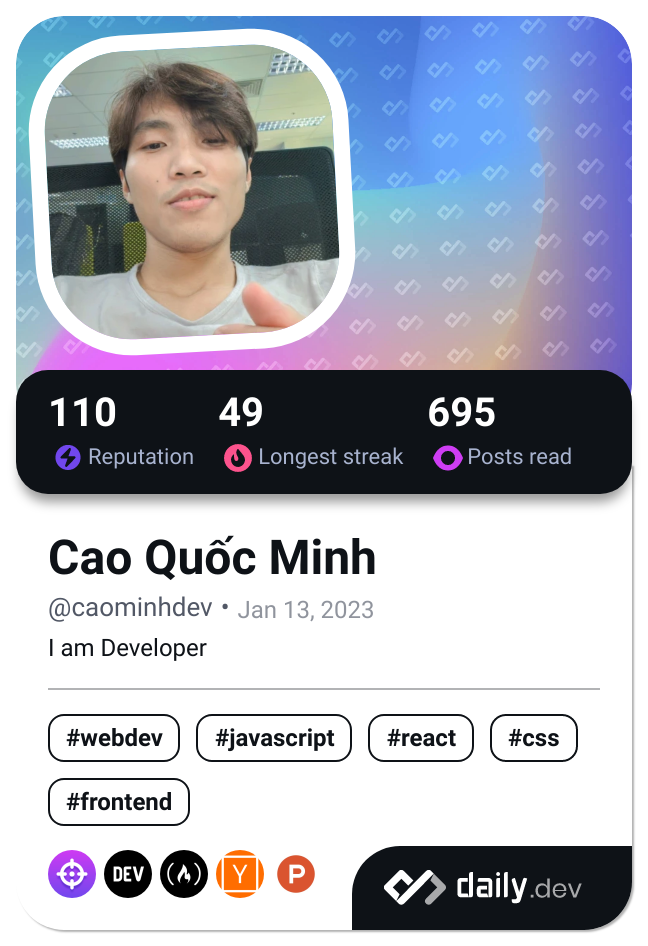 110 49 695
Reputation Longest streak Posts read
Cao Quốc Minh
@caominhdev • Jan 13, 2023
I am Developer
#webdev #javascript #react #css
#frontend
DEV Y P daily.dev